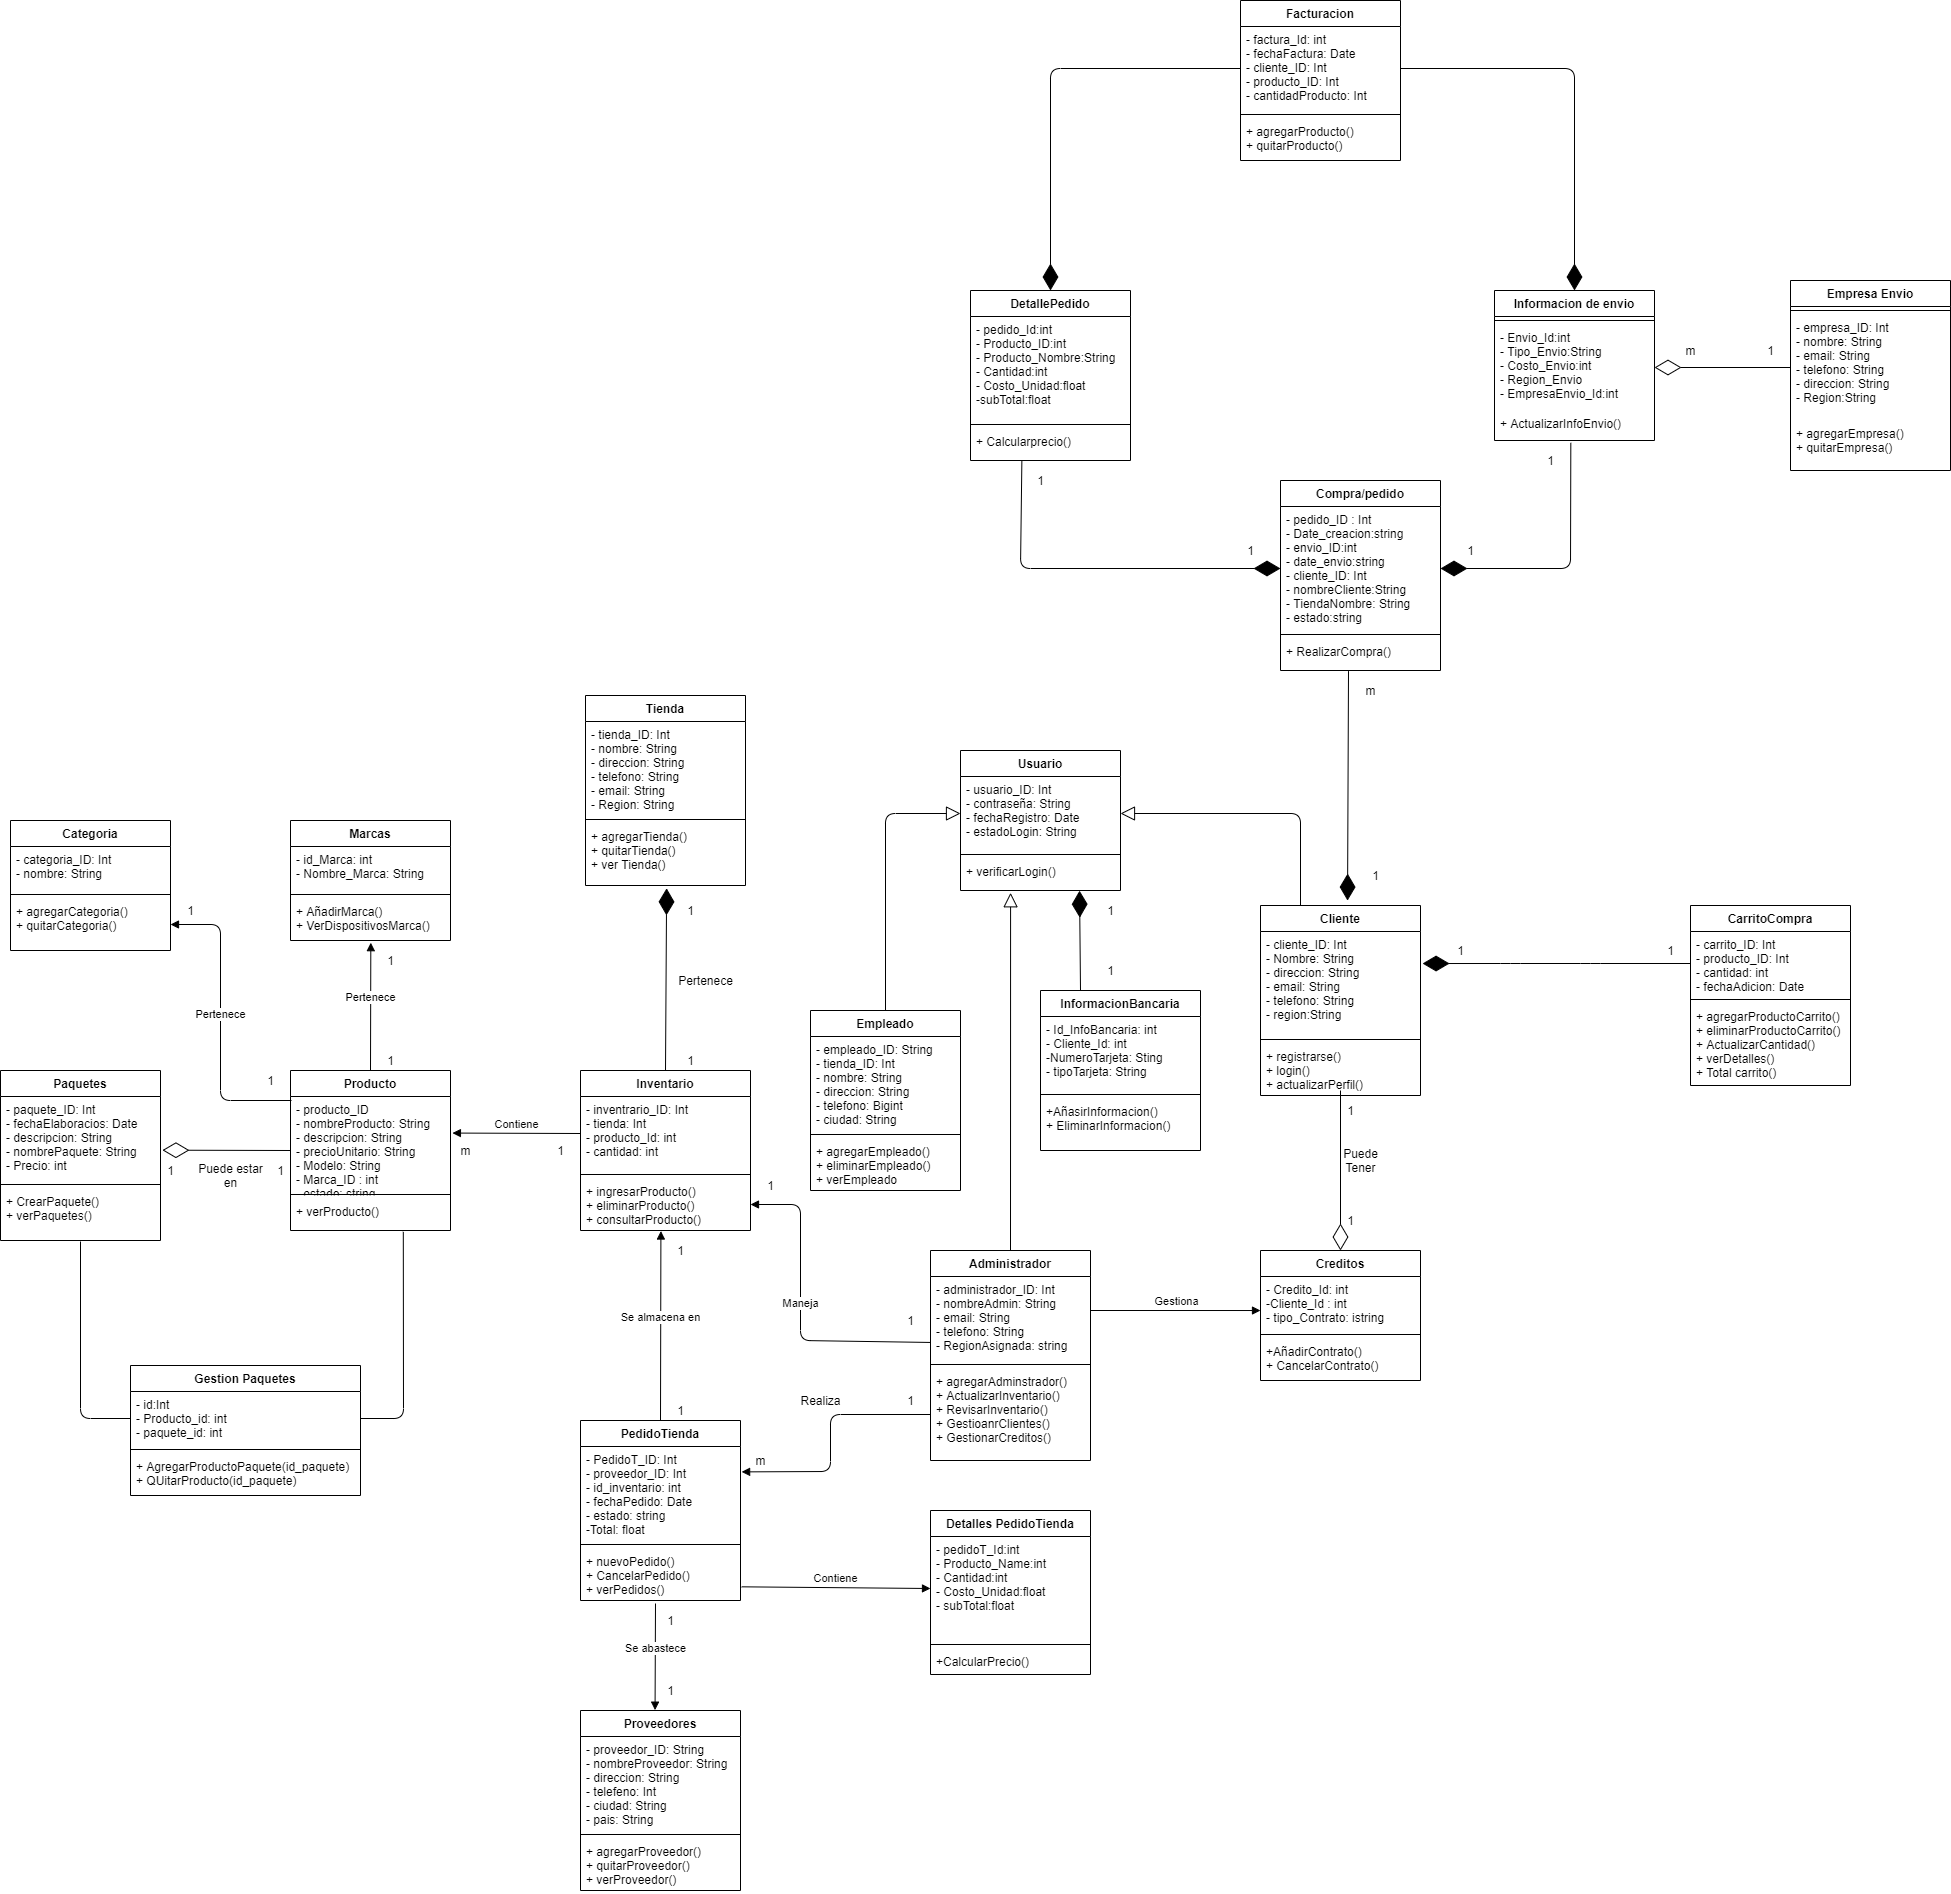 Facturacion
- factura_Id: int
- fechaFactura: Date
- cliente_ID: Int
- producto_ID: Int
- cantidadProducto: Int
+ agregarProducto()
+ quitarProducto()
DetallePedido
- pedido_Id:int
- Producto_ID:int
- Producto_Nombre:String
- Cantidad:int
- Costo_Unidad:float
-subTotal:float
+ Calcularprecio()
Informacion de envio
- Envio_Id:int
- Tipo_Envio:String
- Costo_Envio:int
- Region_Envio
- EmpresaEnvio_Id:int
+ ActualizarInfoEnvio()
m
1
Empresa Envio
- empresa_ID: Int
- nombre: String
- email: String
- telefono: String
- direccion: String
- Region:String
+ agregarEmpresa()
+ quitarEmpresa()
1
1
1
1
Compra/pedido
- pedido_ID : Int
- Date_creacion:string
- envio_ID:int
- date_envio:string
- cliente_ID: Int
- nombreCliente:String
- TiendaNombre: String
- estado:string
+ RealizarCompra()
m
1
Tienda
- tienda_ID: Int
- nombre: String
- direccion: String
- telefono: String
- email: String
- Region: String
+ agregarTienda()
+ quitarTienda()
+ ver Tienda()
1
Pertenece
1
Usuario
- usuario_ID: Int
- contraseña: String
- fechaRegistro: Date
- estadoLogin: String
+ verificarLogin()
1
1
Categoria
- categoria_ID: Int
- nombre: String
+ agregarCategoria()
+ quitarCategoria()
1
Pertenece
1
Marcas
- id_Marca: int
- Nombre_Marca: String
+ AñadirMarca()
+ VerDispositivosMarca()
1
Pertenece
1
Cliente
- cliente_ID: Int
- Nombre: String
- direccion: String
- email: String
- telefono: String
- region:String
+ registrarse()
+ login()
+ actualizarPerfil()
1
1
CarritoCompra
- carrito_ID: Int
- producto_ID: Int
- cantidad: int
- fechaAdicion: Date
+ agregarProductoCarrito()
+ eliminarProductoCarrito()
+ ActualizarCantidad()
+ verDetalles()
+ Total carrito()
Empleado
- empleado_ID: String
- tienda_ID: Int
- nombre: String
- direccion: String
- telefono: Bigint
- ciudad: String
+ agregarEmpleado()
+ eliminarEmpleado()
+ verEmpleado
InformacionBancaria
- Id_InfoBancaria: int
- Cliente_Id: int
-NumeroTarjeta: Sting
- tipoTarjeta: String
+AñasirInformacion()
+ EliminarInformacion()
Paquetes
- paquete_ID: Int
- fechaElaboracios: Date
- descripcion: String
- nombrePaquete: String
- Precio: int
+ CrearPaquete()
+ verPaquetes()
1
Puede estar
en
1
Producto
- producto_ID
- nombreProducto: String
- descripcion: String
- precioUnitario: String
- Modelo: String
- Marca_ID : int
- estado: string
+ verProducto()
Contiene
m
1
Inventario
- inventrario_ID: Int
- tienda: Int
- producto_Id: int
- cantidad: int
+ ingresarProducto()
+ eliminarProducto()
+ consultarProducto()
1
Maneja
1
1
Puede
Tener
1
1
Se almacena en
1
Administrador
- administrador_ID: Int
- nombreAdmin: String
- email: String
- telefono: String
- RegionAsignada: string
+ agregarAdminstrador()
+ ActualizarInventario()
+ RevisarInventario()
+ GestioanrClientes()
+ GestionarCreditos()
Gestiona
Creditos
- Credito_Id: int
-Cliente_Id : int
- tipo_Contrato: istring
+AñadirContrato()
+ CancelarContrato()
Gestion Paquetes
- id:Int
- Producto_id: int
- paquete_id: int
+ AgregarProductoPaquete(id_paquete)
+ QUitarProducto(id_paquete)
Realiza
1
m
PedidoTienda
- PedidoT_ID: Int
- proveedor_ID: Int
- id_inventario: int
- fechaPedido: Date
- estado: string
-Total: float
+ nuevoPedido()
+ CancelarPedido()
+ verPedidos()
Contiene
Detalles PedidoTienda
- pedidoT_Id:int
- Producto_Name:int
- Cantidad:int
- Costo_Unidad:float
- subTotal:float
+CalcularPrecio()
1
Se abastece
1
Proveedores
- proveedor_ID: String
- nombreProveedor: String
- direccion: String
- telefeno: Int
- ciudad: String
- pais: String
+ agregarProveedor()
+ quitarProveedor()
+ verProveedor()